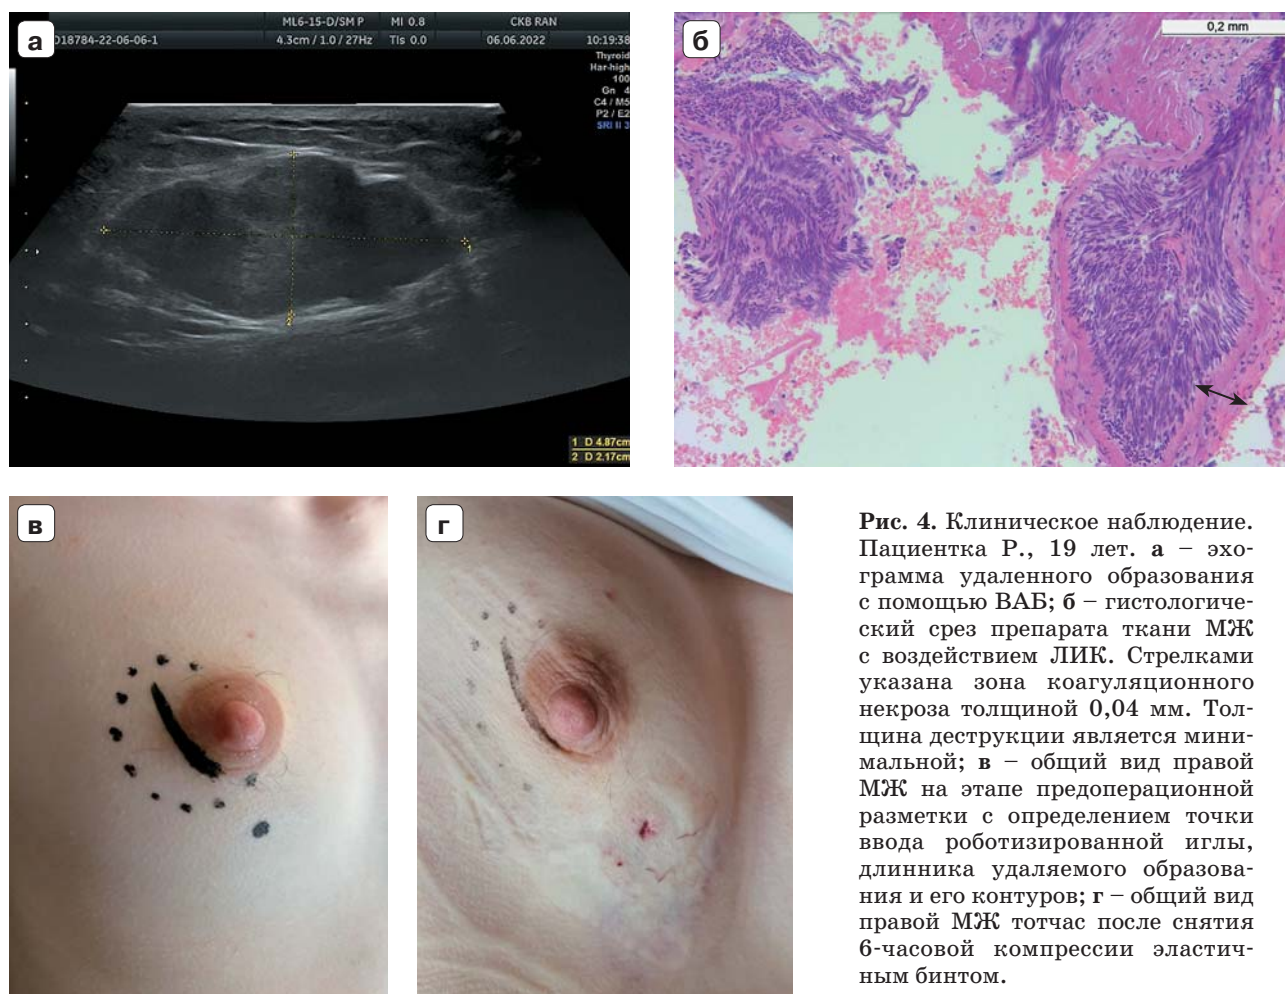 а
ML6-15-D/SM P MI 0.8 CKB RAN
D18784-22-06-06-1 4.3cm / 1.0 / 27Hz TIs 0.0 06.06.2022 10:19:38
Thyroid
Har-high
100
Gn 4
C4 / M5
P2 / E2
SRI II 3
1
2
1 D 4.87cm
2 D 2.17cm
б
0,2 mm
в
г
Рис. 4. Клиническое наблюдение.
Пациентка Р., 19 лет. а – эхо-
грамма удаленного образования
с помощью ВАБ; б – гистологиче-
ский срез препарата ткани МЖ
с воздействием ЛИК. Стрелками
указана зона коагуляционного
некроза толщиной 0,04 мм. Тол-
щина деструкции является мини-
мальной; в – общий вид правой
МЖ на этапе предоперационной
разметки с определением точки
ввода роботизированной иглы,
длинника удаляемого образова-
ния и его контуров; г – общий вид
правой МЖ тотчас после снятия
6-часовой компрессии эластич-
ным бинтом.